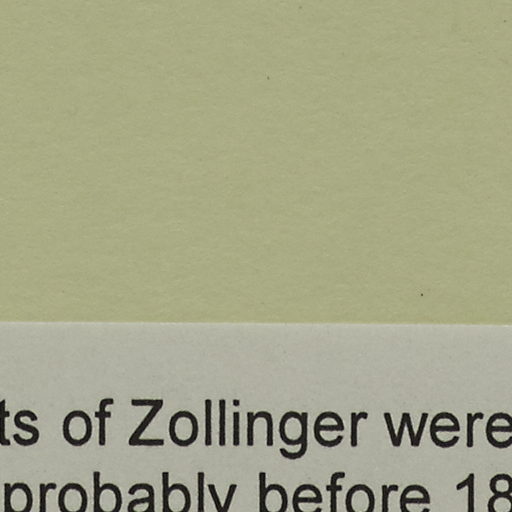 ts of Zollinger were
probably before 18